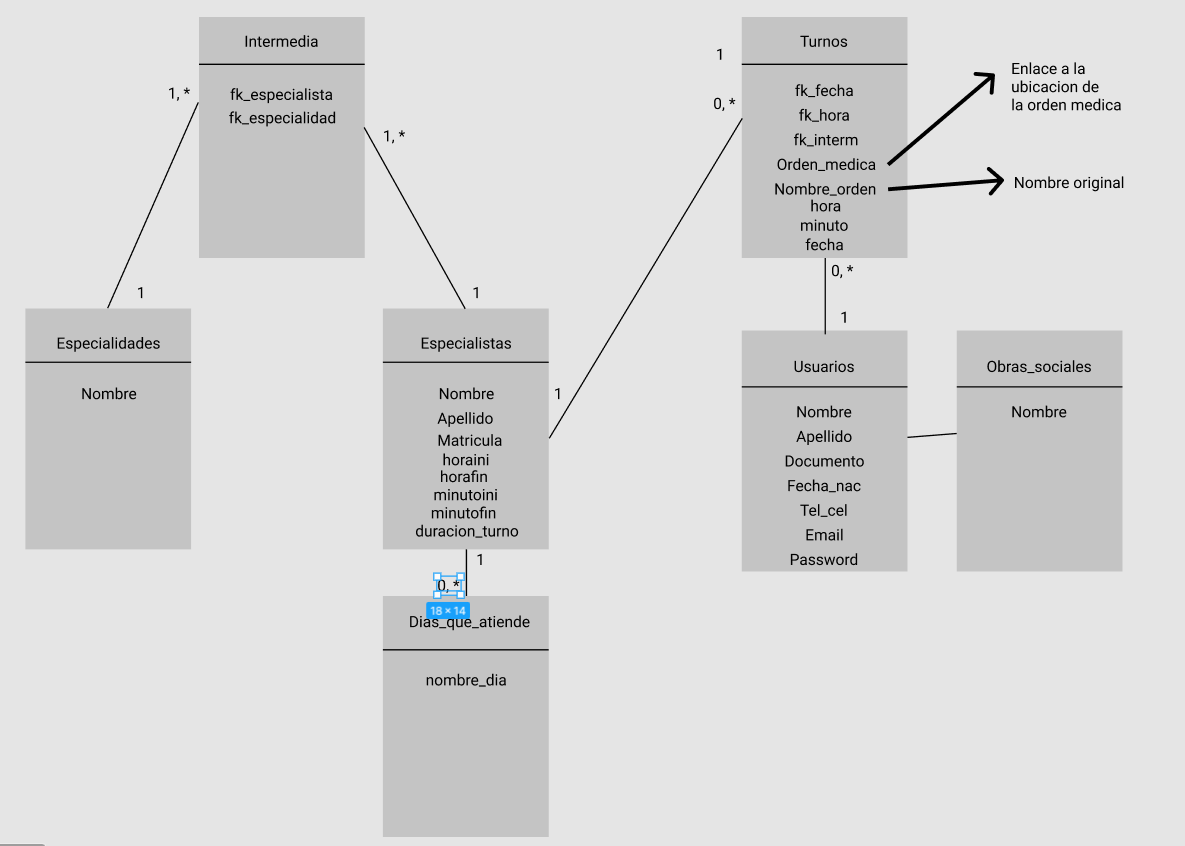 Intermedia
fk_especialista
fk_especialidad
1, *
1, *
1
1
Especialidades
Nombre
Especialistas
Nombre
Apellido
Matricula
horaini
horafin
minutoini
minutofin
duracion_turno
1
1
0, *
18 × 14
Dias_que_atiende
nombre_dia
1
0, *
Turnos
fk_fecha
fk_hora
fk_interm
Orden_medica
Nombre_orden
hora
minuto
fecha
Enlace a la
ubicacion de
la orden medica
Nombre original
0, *
1
Usuarios
Nombre
Apellido
Documento
Fecha_nac
Tel_cel
Email
Password
Obras_sociales
Nombre